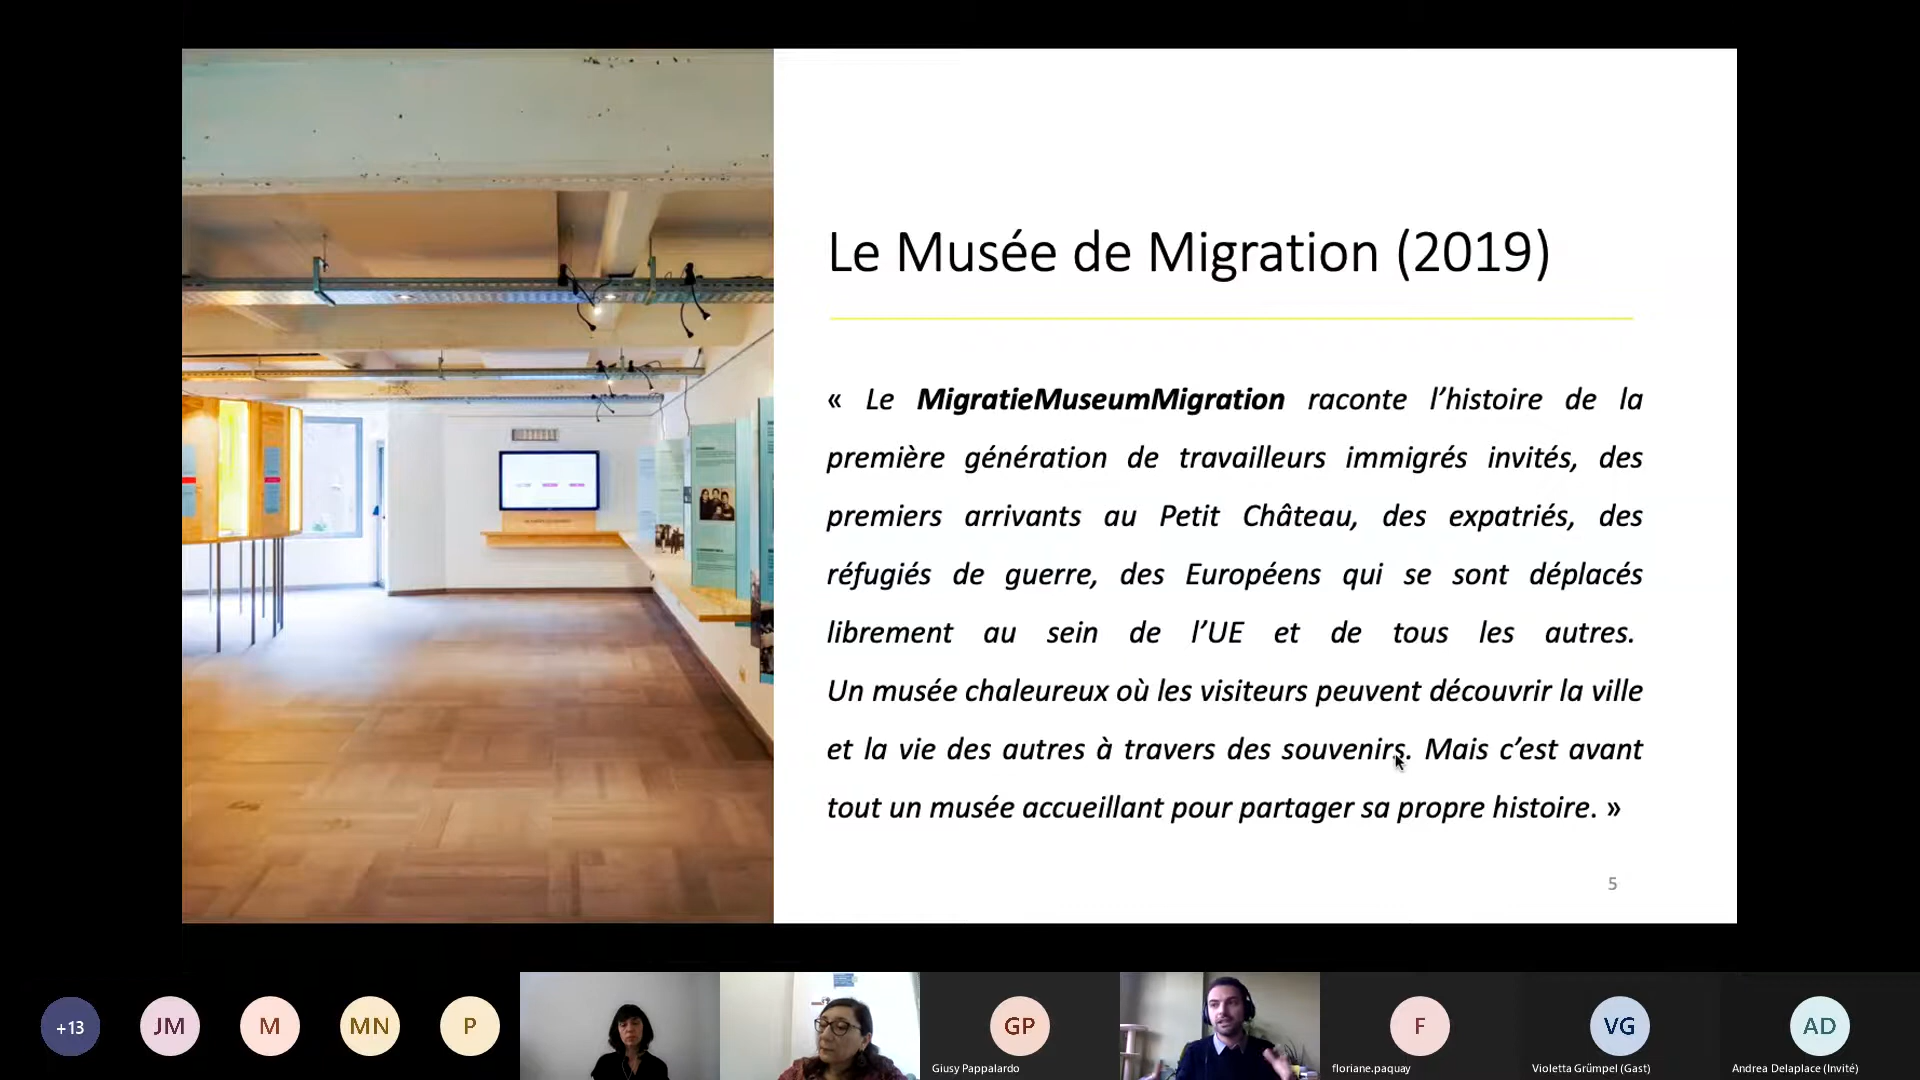 Le Musée de Migration (2019)
« Le MigratieMuseumMigration raconte l’histoire de la
première génération de travailleurs immigrés invités, des
premiers arrivants au Petit Château, des expatriés, des
réfugiés de guerre, des Européens qui se sont déplacés
librement au sein de l’UE et de tous les autres.
Un musée chaleureux où les visiteurs peuvent découvrir la ville
et la vie des autres à travers des souvenirs. Mais c’est avant
tout un musée accueillant pour partager sa propre histoire. »
5
+13
JM
M
MN
P
GP
Giusy Pappalardo
F
floriane.paquay
VG
Violetta Grümpel (Gast)
AD
Andrea Delaplace (Invité)